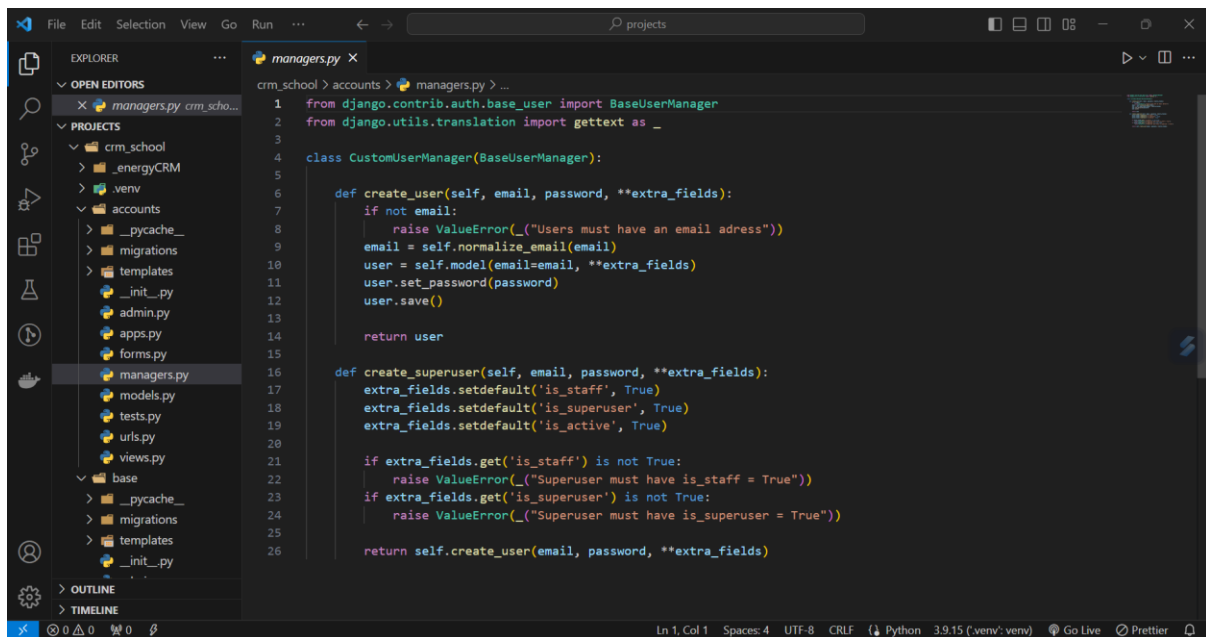 File Edit Selection View Go Run ... projects
EXPLORER ...
OPEN EDITORS
managers.py crm_scho...
PROJECTS
crm_school
_energyCRM
.venv
accounts
__pycache__
migrations
templates
__init__.py
admin.py
apps.py
forms.py
managers.py
models.py
tests.py
urls.py
views.py
base
__pycache__
migrations
templates
__init__.py
OUTLINE
TIMELINE
managers.py
crm_school > accounts > managers.py > ...
1 from django.contrib.auth.base_user import BaseUserManager
2 from django.utils.translation import gettext as _
3
4 class CustomUserManager(BaseUserManager):
5
6     def create_user(self, email, password, **extra_fields):
7         if not email:
8             raise ValueError(_("Users must have an email adress"))
9         email = self.normalize_email(email)
10         user = self.model(email=email, **extra_fields)
11         user.set_password(password)
12         user.save()
13
14         return user
15
16     def create_superuser(self, email, password, **extra_fields):
17         extra_fields.setdefault('is_staff', True)
18         extra_fields.setdefault('is_superuser', True)
19         extra_fields.setdefault('is_active', True)
20
21         if extra_fields.get('is_staff') is not True:
22             raise ValueError(_("Superuser must have is_staff = True"))
23         if extra_fields.get('is_superuser') is not True:
24             raise ValueError(_("Superuser must have is_superuser = True"))
25
26         return self.create_user(email, password, **extra_fields)
0 0 0 Ln 1, Col 1 Spaces: 4 UTF-8 CRLF Python 3.9.15 ('.venv': venv) Go Live Prettier